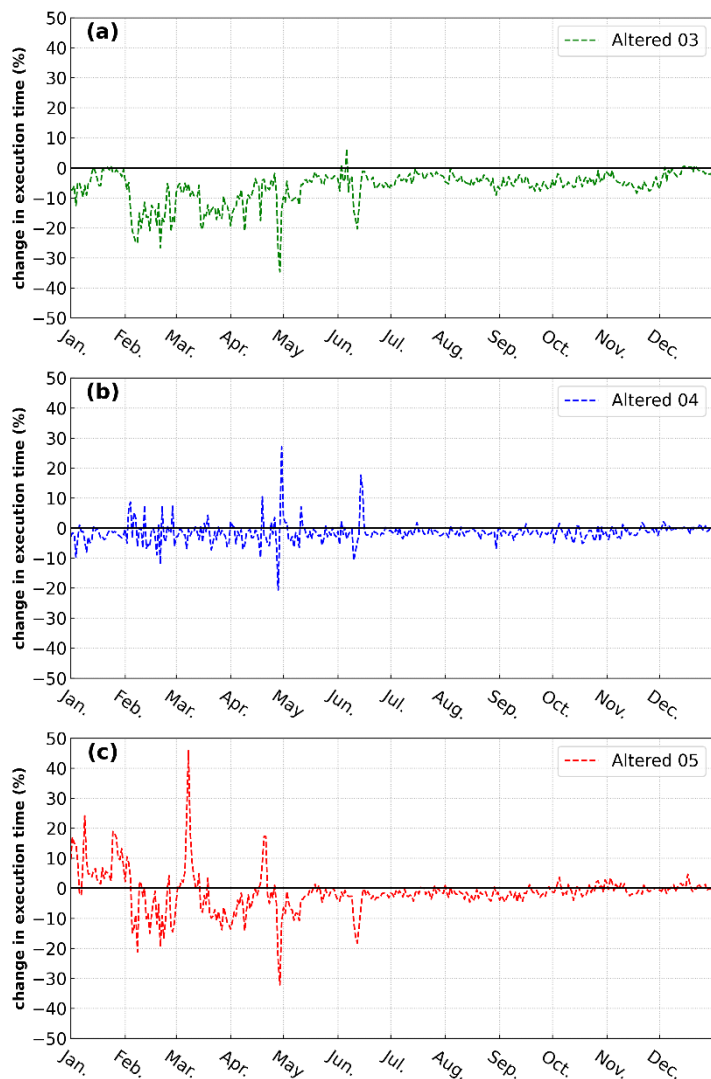 (a)
Altered 03
change in execution time (%)
50
40
30
20
10
0
−10
−20
−30
−40
−50
Jan. Feb. Mar. Apr. May Jun. Jul. Aug. Sep. Oct. Nov. Dec.
(b)
Altered 04
change in execution time (%)
50
40
30
20
10
0
−10
−20
−30
−40
−50
Jan. Feb. Mar. Apr. May Jun. Jul. Aug. Sep. Oct. Nov. Dec.
(c)
Altered 05
change in execution time (%)
50
40
30
20
10
0
−10
−20
−30
−40
−50
Jan. Feb. Mar. Apr. May Jun. Jul. Aug. Sep. Oct. Nov. Dec.